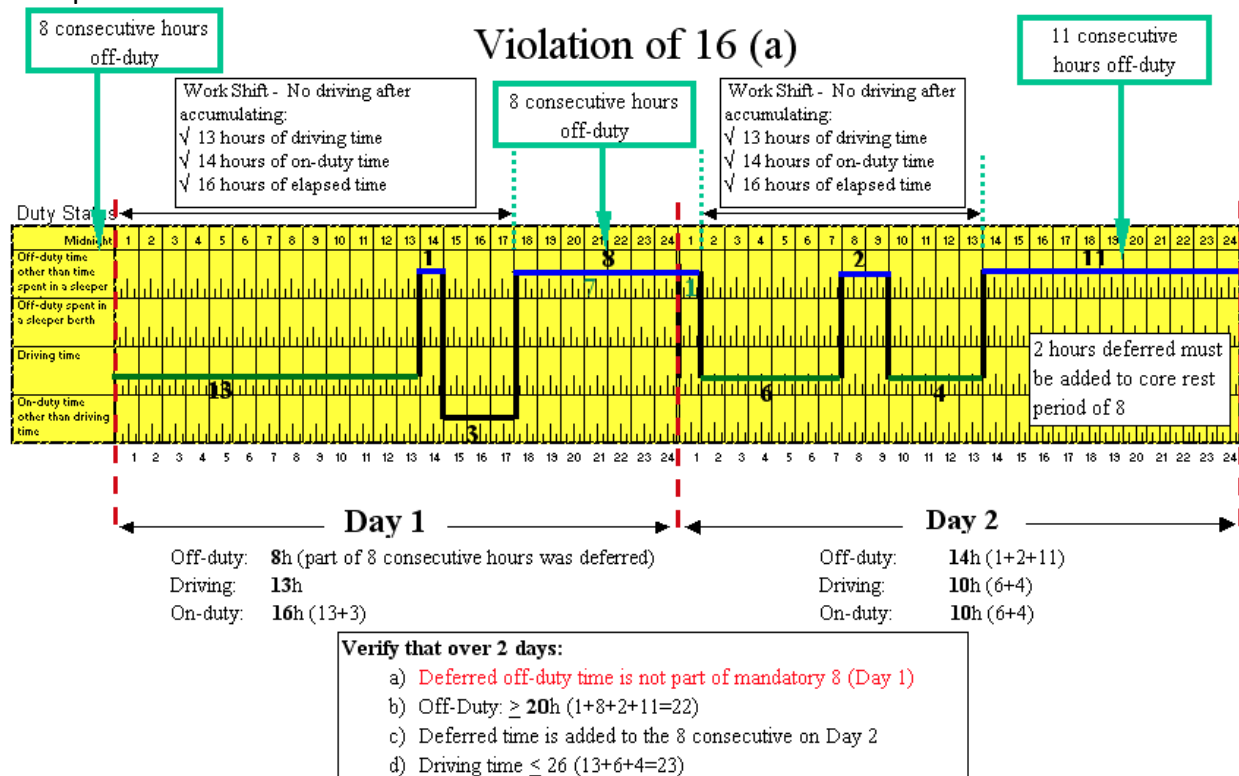 8 consecutive hours
off-duty
Violation of 16 (a)
11 consecutive
hours off-duty
Work Shift - No driving after
accumulating:
√ 13 hours of driving time
√ 14 hours of on-duty time
√ 16 hours of elapsed time
8 consecutive hours
off-duty
Work Shift - No driving after
accumulating:
√ 13 hours of driving time
√ 14 hours of on-duty time
√ 16 hours of elapsed time
Duty Status
Midnight 1 2 3 4 5 6 7 8 9 10 11 12 13 14 15 16 17 18 19 20 21 22 23 24 1 2 3 4 5 6 7 8 9 10 11 12 13 14 15 16 17 18 19 20 21 22 23 24
Off-duty time
other than time
spent in a sleeper
1 8 2 11
7 1
Off-duty spent in
a sleeper berth
Driving time
13 6 4
2 hours deferred must
be added to core rest
period of 8
On-duty time
other than driving
time
3
1 2 3 4 5 6 7 8 9 10 11 12 13 14 15 16 17 18 19 20 21 22 23 24 1 2 3 4 5 6 7 8 9 10 11 12 13 14 15 16 17 18 19 20 21 22 23 24
Day 1 Day 2
Off-duty: 8h (part of 8 consecutive hours was deferred)
Driving: 13h
On-duty: 16h (13+3)
Off-duty: 14h (1+2+11)
Driving: 10h (6+4)
On-duty: 10h (6+4)
Verify that over 2 days:
a) Deferred off-duty time is not part of mandatory 8 (Day 1)
b) Off-Duty: ≥ 20h (1+8+2+11=22)
c) Deferred time is added to the 8 consecutive on Day 2
d) Driving time ≤ 26 (13+6+4=23)